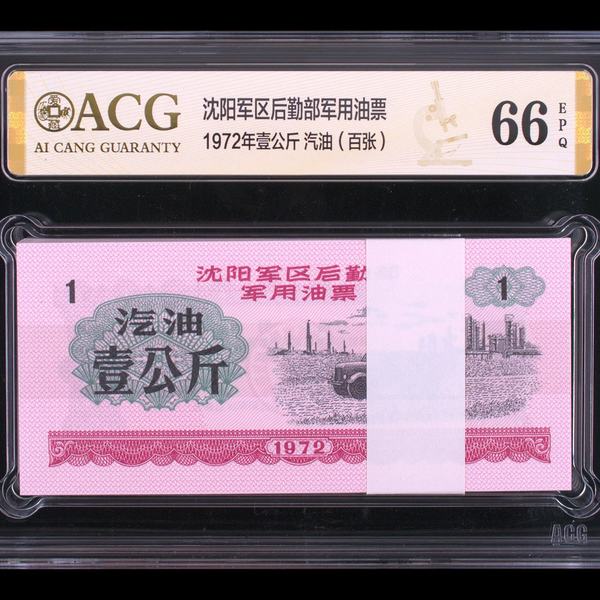 ACG
AI CANG GUARANTY
沈阳军区后勤部军用油票
1972年壹公斤 汽油（百张）
66
EPQ
沈阳军区后勤
军用油票
1
1
汽油
壹公斤
1972
ACG